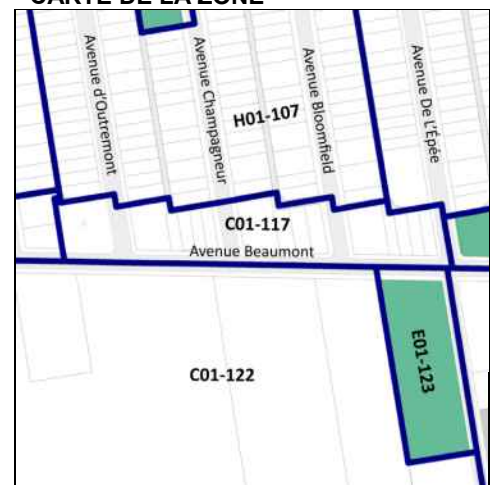 CARTE DE LA ZONE
Avenue d'Outremont
Avenue Champagneur
Avenue Bloomfield
Avenue De L'Épée
H01-107
C01-117
Avenue Beaumont
C01-122
E01-123